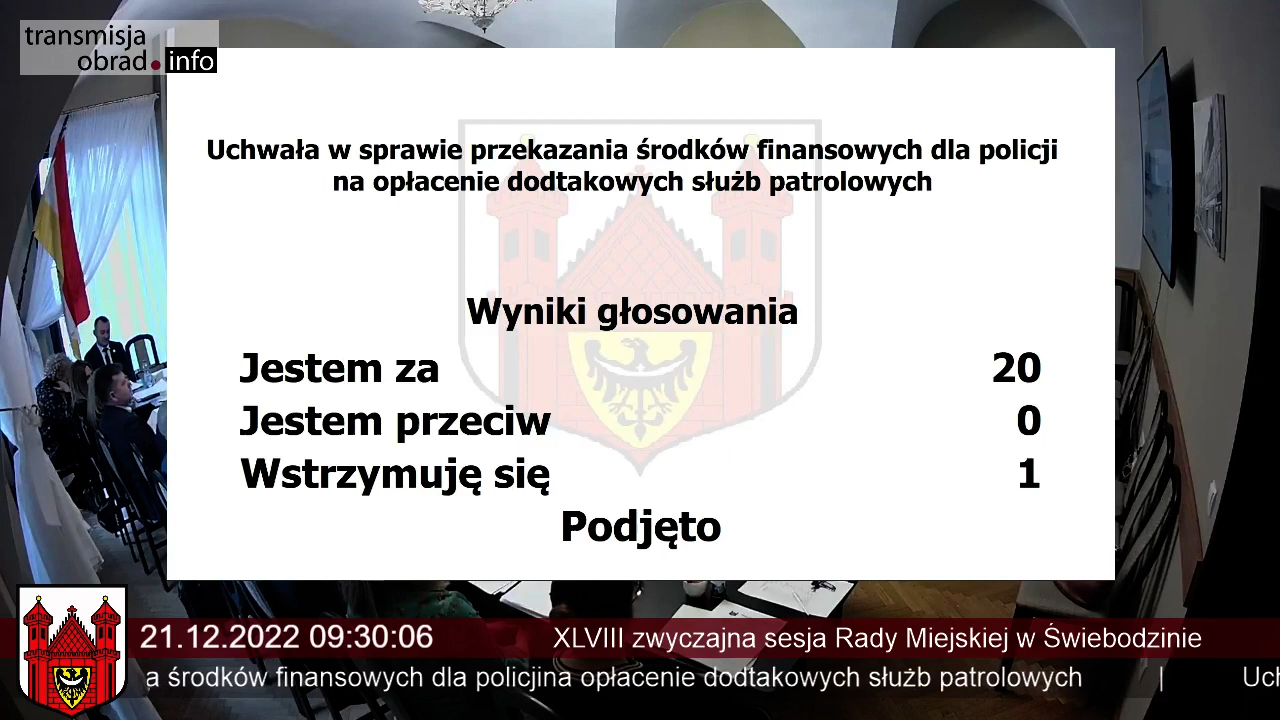 transmisja
obrad.info
Uchwała w sprawie przekazania środków finansowych dla policji
na opłacenie dodtakowych służb patrolowych
Wyniki głosowania
Jestem za 20
Jestem przeciw 0
Wstrzymuję się 1
Podjęto
21.12.2022 09:30:06 XLVIII zwyczajna sesja Rady Miejskiej w Świebodzinie
a środków finansowych dla policjina opłacenie dodtakowych służb patrolowych | Uch